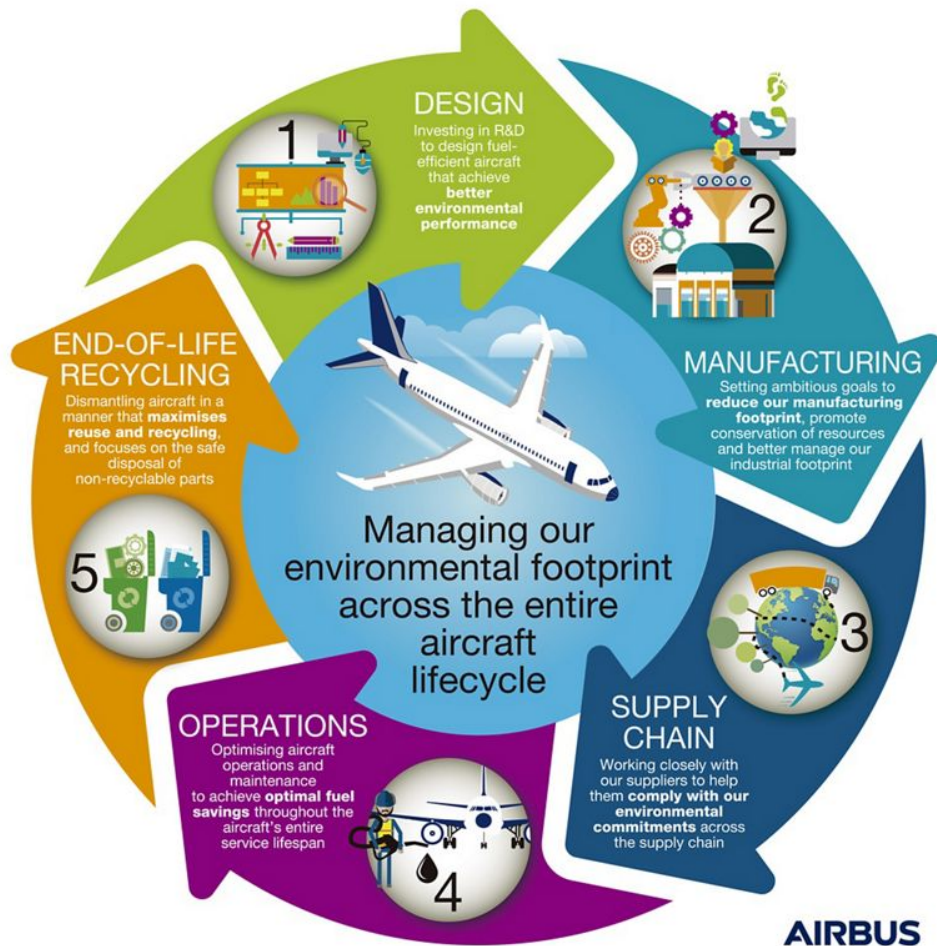 1
DESIGN
Investing in R&D
to design fuel-
efficient aircraft
that achieve
better
environmental
performance
2
MANUFACTURING
Setting ambitious goals to
reduce our manufacturing
footprint, promote
conservation of resources
and better manage our
industrial footprint
3
SUPPLY
CHAIN
Working closely with
our suppliers to help
them comply with our
environmental
commitments across
the supply chain
4
OPERATIONS
Optimising aircraft
operations and
maintenance
to achieve optimal fuel
savings throughout the
aircraft's entire
service lifespan
5
END-OF-LIFE
RECYCLING
Dismantling aircraft in a
manner that maximises
reuse and recycling,
and focuses on the safe
disposal of
non-recyclable parts
Managing our
environmental footprint
across the entire
aircraft
lifecycle
AIRBUS